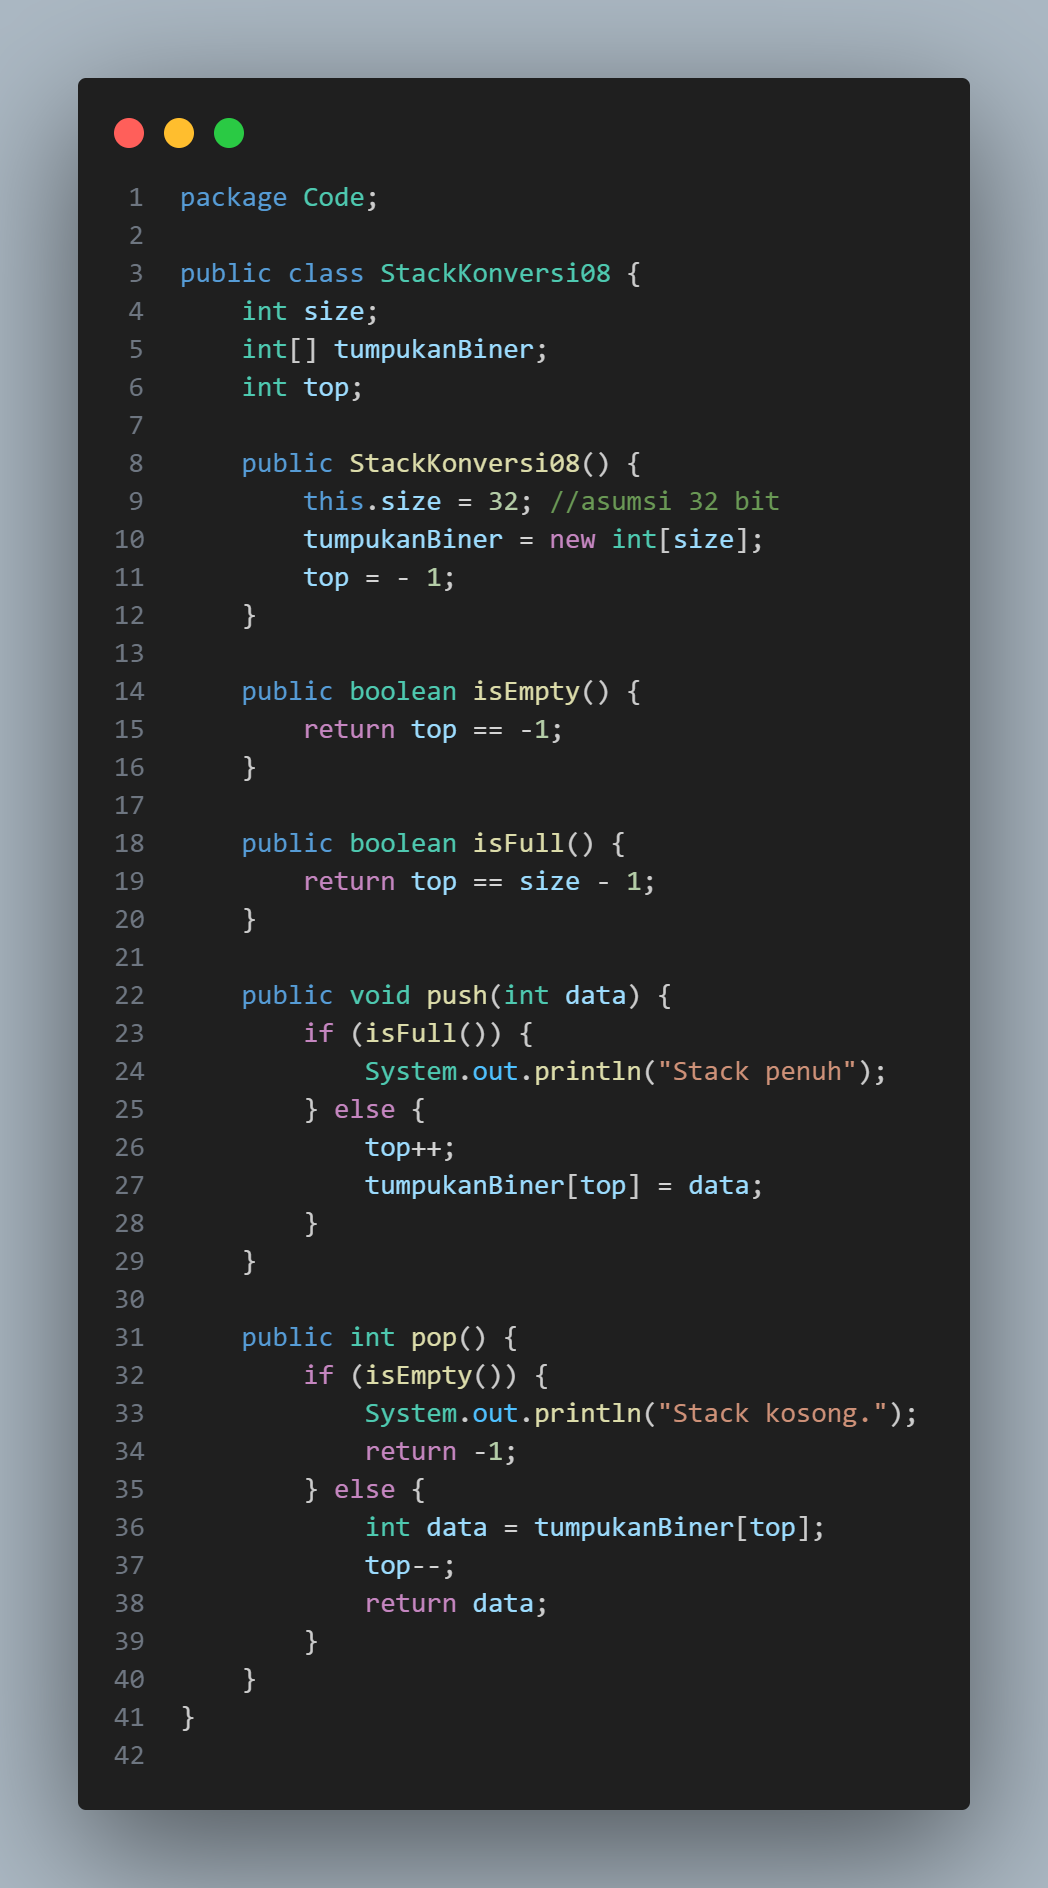 1 package Code;
2
3 public class StackKonversi08 {
4     int size;
5     int[] tumpukanBiner;
6     int top;
7
8     public StackKonversi08() {
9         this.size = 32; //asumsi 32 bit
10         tumpukanBiner = new int[size];
11         top = - 1;
12     }
13
14     public boolean isEmpty() {
15         return top == -1;
16     }
17
18     public boolean isFull() {
19         return top == size - 1;
20     }
21
22     public void push(int data) {
23         if (isFull()) {
24             System.out.println("Stack penuh");
25         } else {
26             top++;
27             tumpukanBiner[top] = data;
28         }
29     }
30
31     public int pop() {
32         if (isEmpty()) {
33             System.out.println("Stack kosong.");
34             return -1;
35         } else {
36             int data = tumpukanBiner[top];
37             top--;
38             return data;
39         }
40     }
41 }
42